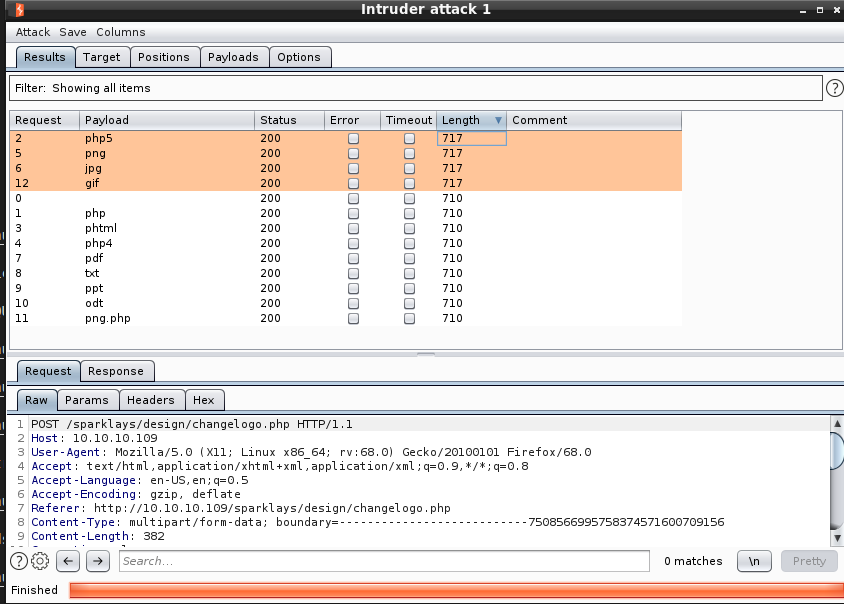 Intruder attack 1
Attack Save Columns
Results Target Positions Payloads Options
Filter: Showing all items ?
Request Payload Status Error Timeout Length ▼ Comment
2 php5 200 717
5 png 200 717
6 jpg 200 717
12 gif 200 717
0 200 710
1 php 200 710
3 phtml 200 710
4 php4 200 710
7 pdf 200 710
8 txt 200 710
9 ppt 200 710
10 odt 200 710
11 png.php 200 710
Request Response
Raw Params Headers Hex
1 POST /sparklays/design/changelogo.php HTTP/1.1
2 Host: 10.10.10.109
3 User-Agent: Mozilla/5.0 (X11; Linux x86_64; rv:68.0) Gecko/20100101 Firefox/68.0
4 Accept: text/html,application/xhtml+xml,application/xml;q=0.9,*/*;q=0.8
5 Accept-Language: en-US,en;q=0.5
6 Accept-Encoding: gzip, deflate
7 Referer: http://10.10.10.109/sparklays/design/changelogo.php
8 Content-Type: multipart/form-data; boundary=---------------------------7508566995758374571600709156
9 Content-Length: 382
? ← → Search... 0 matches \n Pretty
Finished